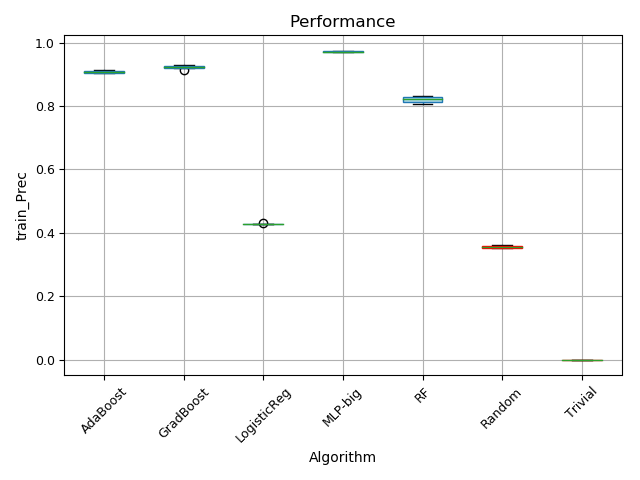 Performance
train_Prec
1.0
0.8
0.6
0.4
0.2
0.0
AdaBoost
GradBoost
LogisticReg
MLP-big
RF
Random
Trivial
Algorithm